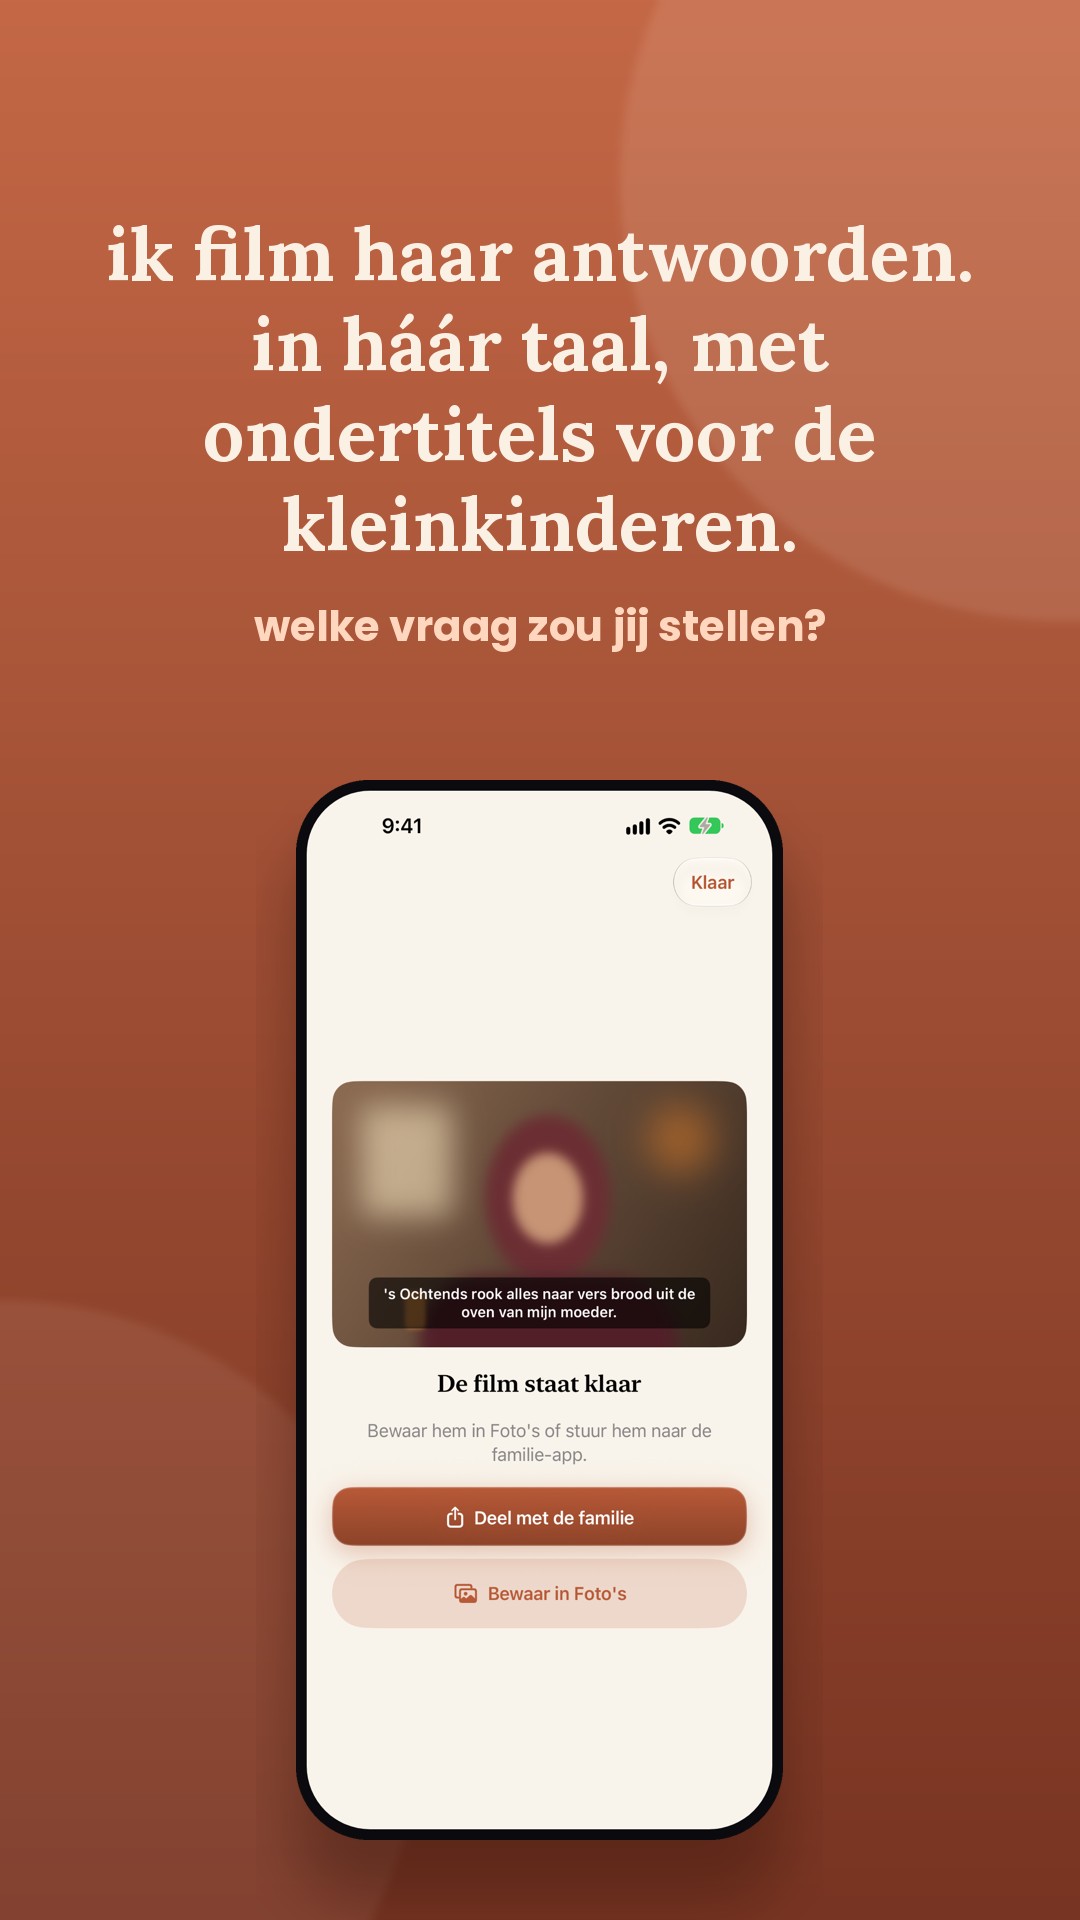 ik film haar antwoorden.
in háár taal, met
ondertitels voor de
kleinkinderen.
welke vraag zou jij stellen?
9:41
Klaar
's Ochtends rook alles naar vers brood uit de
oven van mijn moeder.
De film staat klaar
Bewaar hem in Foto's of stuur hem naar de
familie-app.
Deel met de familie
Bewaar in Foto's